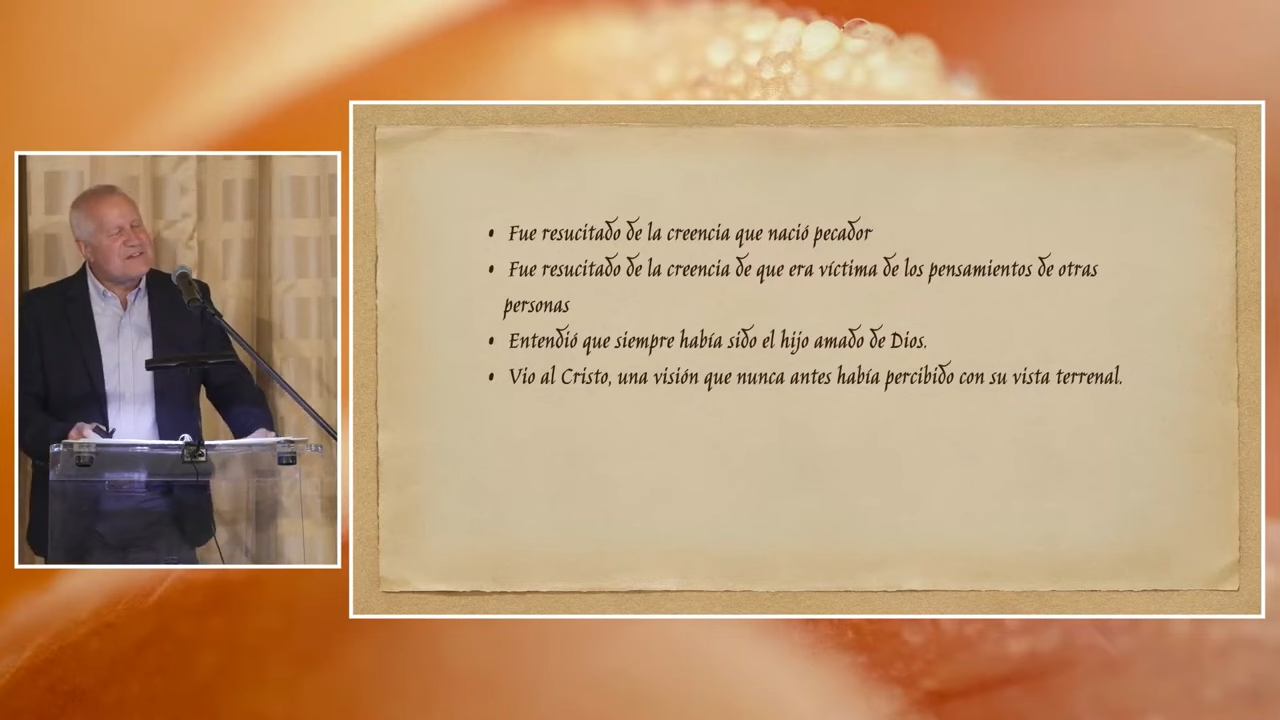 • Fue resucitado de la creencia que nació pecador
• Fue resucitado de la creencia de que era víctima de los pensamientos de otras
personas
• Entendió que siempre había sido el hijo amado de Dios.
• Vio al Cristo, una visión que nunca antes había percibido con su vista terrenal.